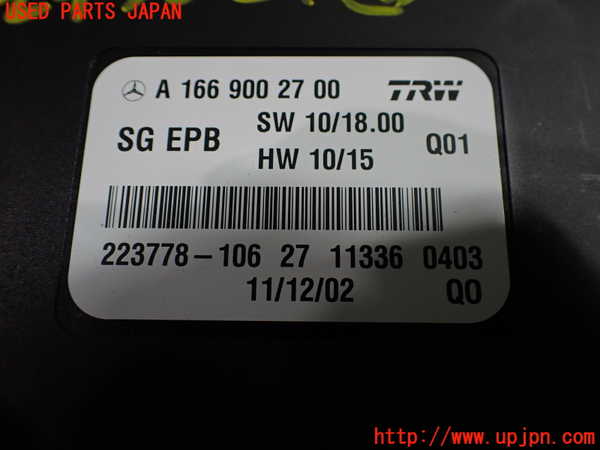 USED PARTS JAPAN
A 166 900 27 00 TRW
SG EPB SW 10/18.00 Q01
HW 10/15
223778-106 27 11336 0403
11/12/02 Q0
http://www.upjpn.com/